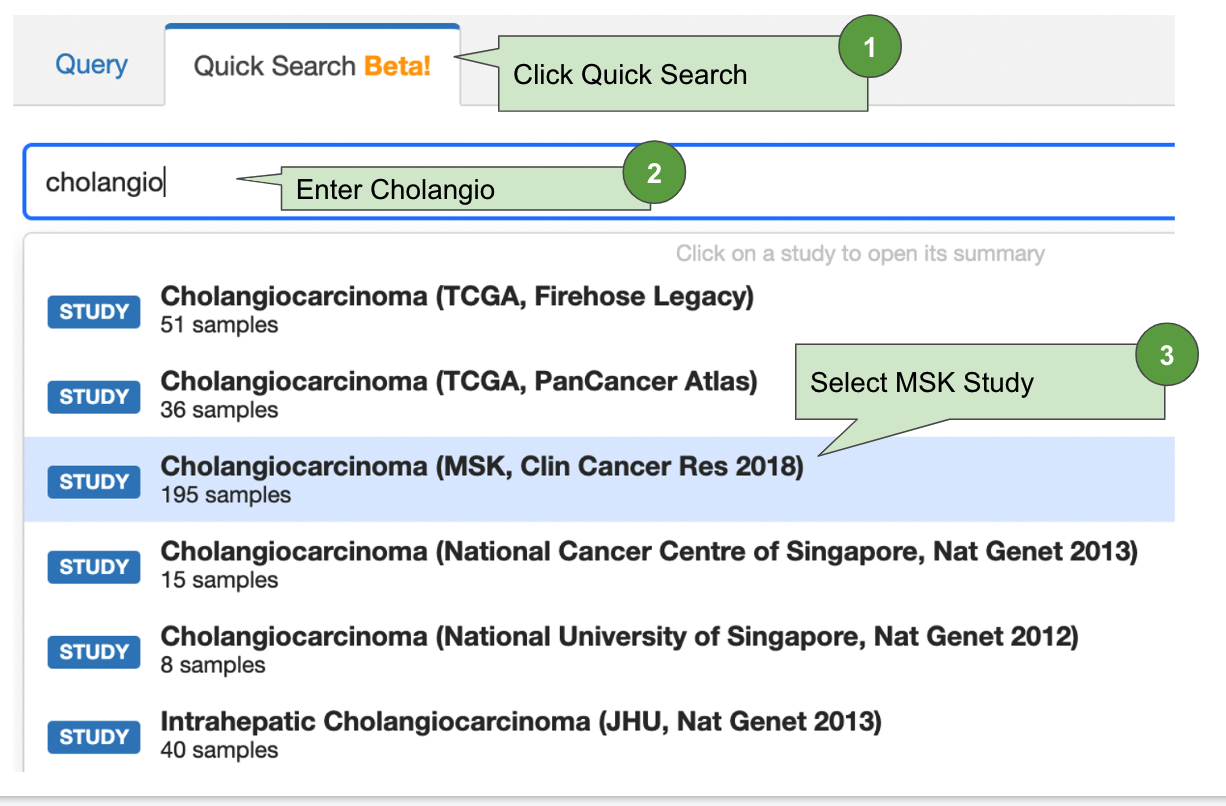 Query
Quick Search Beta!
Click Quick Search
1
cholangio
Enter Cholangio
2
Click on a study to open its summary
STUDY
Cholangiocarcinoma (TCGA, Firehose Legacy)
51 samples
STUDY
Cholangiocarcinoma (TCGA, PanCancer Atlas)
36 samples
Select MSK Study
3
STUDY
Cholangiocarcinoma (MSK, Clin Cancer Res 2018)
195 samples
STUDY
Cholangiocarcinoma (National Cancer Centre of Singapore, Nat Genet 2013)
15 samples
STUDY
Cholangiocarcinoma (National University of Singapore, Nat Genet 2012)
8 samples
STUDY
Intrahepatic Cholangiocarcinoma (JHU, Nat Genet 2013)
40 samples